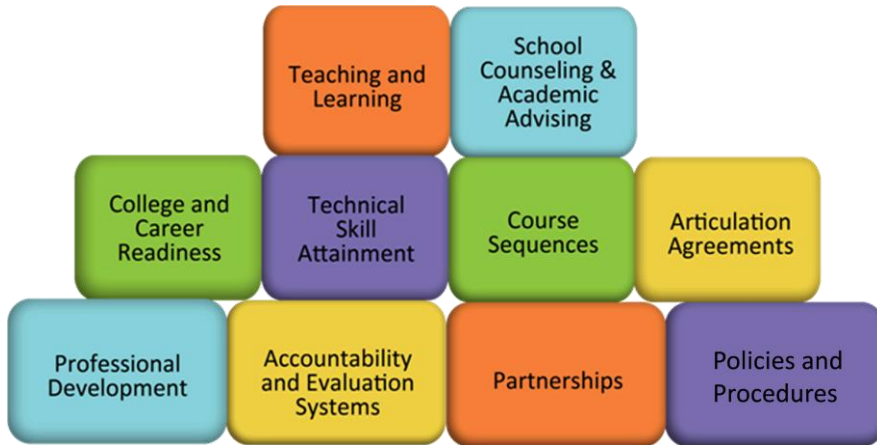 Teaching and
Learning
School
Counseling &
Academic
Advising
College and
Career
Readiness
Technical
Skill
Attainment
Course
Sequences
Articulation
Agreements
Professional
Development
Accountability
and Evaluation
Systems
Partnerships
Policies and
Procedures